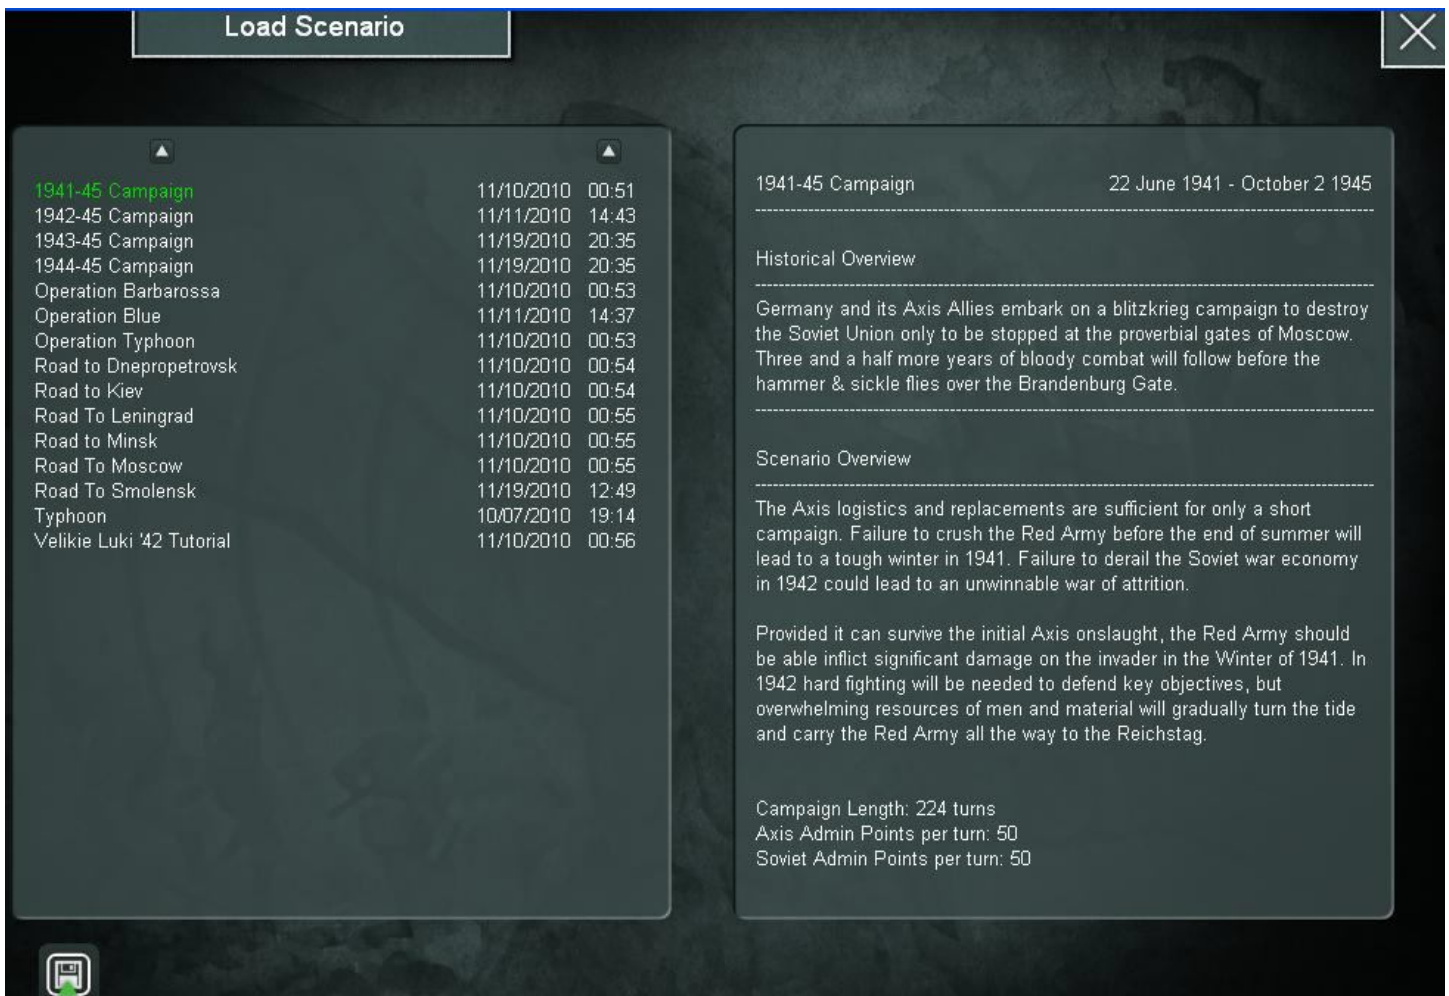 Load Scenario
1941-45 Campaign 11/10/2010 00:51
1942-45 Campaign 11/11/2010 14:43
1943-45 Campaign 11/19/2010 20:35
1944-45 Campaign 11/19/2010 20:35
Operation Barbarossa 11/10/2010 00:53
Operation Blue 11/11/2010 14:37
Operation Typhoon 11/10/2010 00:53
Road to Dnepropetrovsk 11/10/2010 00:54
Road to Kiev 11/10/2010 00:54
Road To Leningrad 11/10/2010 00:55
Road to Minsk 11/10/2010 00:55
Road To Moscow 11/10/2010 00:55
Road To Smolensk 11/19/2010 12:49
Typhoon 10/07/2010 19:14
Velikie Luki '42 Tutorial 11/10/2010 00:56
1941-45 Campaign 22 June 1941 - October 2 1945
Historical Overview
Germany and its Axis Allies embark on a blitzkrieg campaign to destroy
the Soviet Union only to be stopped at the proverbial gates of Moscow.
Three and a half more years of bloody combat will follow before the
hammer & sickle flies over the Brandenburg Gate.
Scenario Overview
The Axis logistics and replacements are sufficient for only a short
campaign. Failure to crush the Red Army before the end of summer will
lead to a tough winter in 1941. Failure to derail the Soviet war economy
in 1942 could lead to an unwinnable war of attrition.
Provided it can survive the initial Axis onslaught, the Red Army should
be able inflict significant damage on the invader in the Winter of 1941. In
1942 hard fighting will be needed to defend key objectives, but
overwhelming resources of men and material will gradually turn the tide
and carry the Red Army all the way to the Reichstag.
Campaign Length: 224 turns
Axis Admin Points per turn: 50
Soviet Admin Points per turn: 50